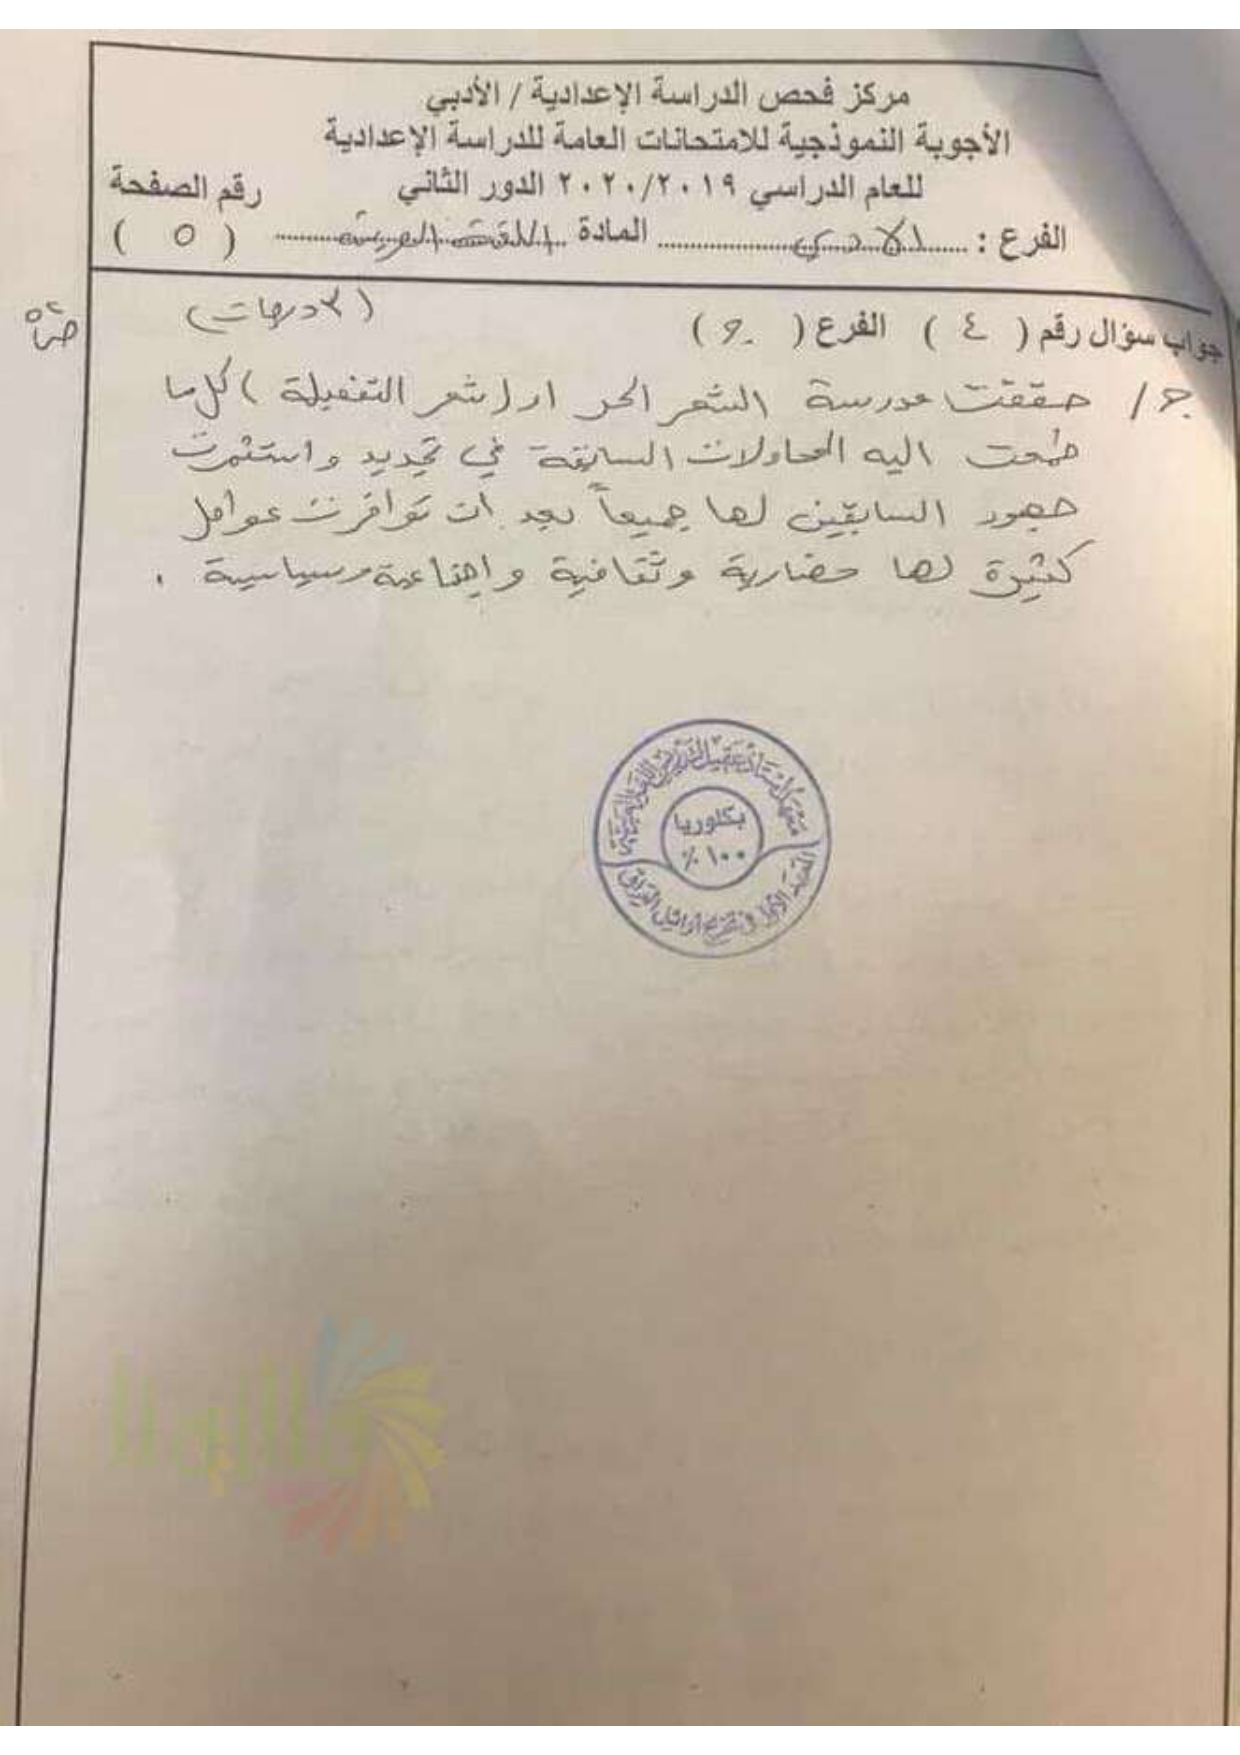 مركز فحص الدراسة الإعدادية / الأدبي
الأجوبة النموذجية للامتحانات العامة للدراسة الإعدادية
للعام الدراسي ٢٠٢٠/٢٠١٩ الدور الثاني
رقم الصفحة
الفرع : الأدبي المادة اللغة العربية ( ٥ )
جواب سؤال رقم ( ٤ ) الفرع ( ج ) (٣ درجات)
ص٢٥
ج / حققت مدرسة الشعر الحر او (شعر التفعيلة ) كل ما
طمحت اليه المحاولات السابقة في تجديد واستثمرت
جهود السابقين لها جميعاً بعد ان توافرت عوامل
كثيرة لها حضارية وثقافية واجتماعية وسياسية .
بكلوريا
١٠٠ %